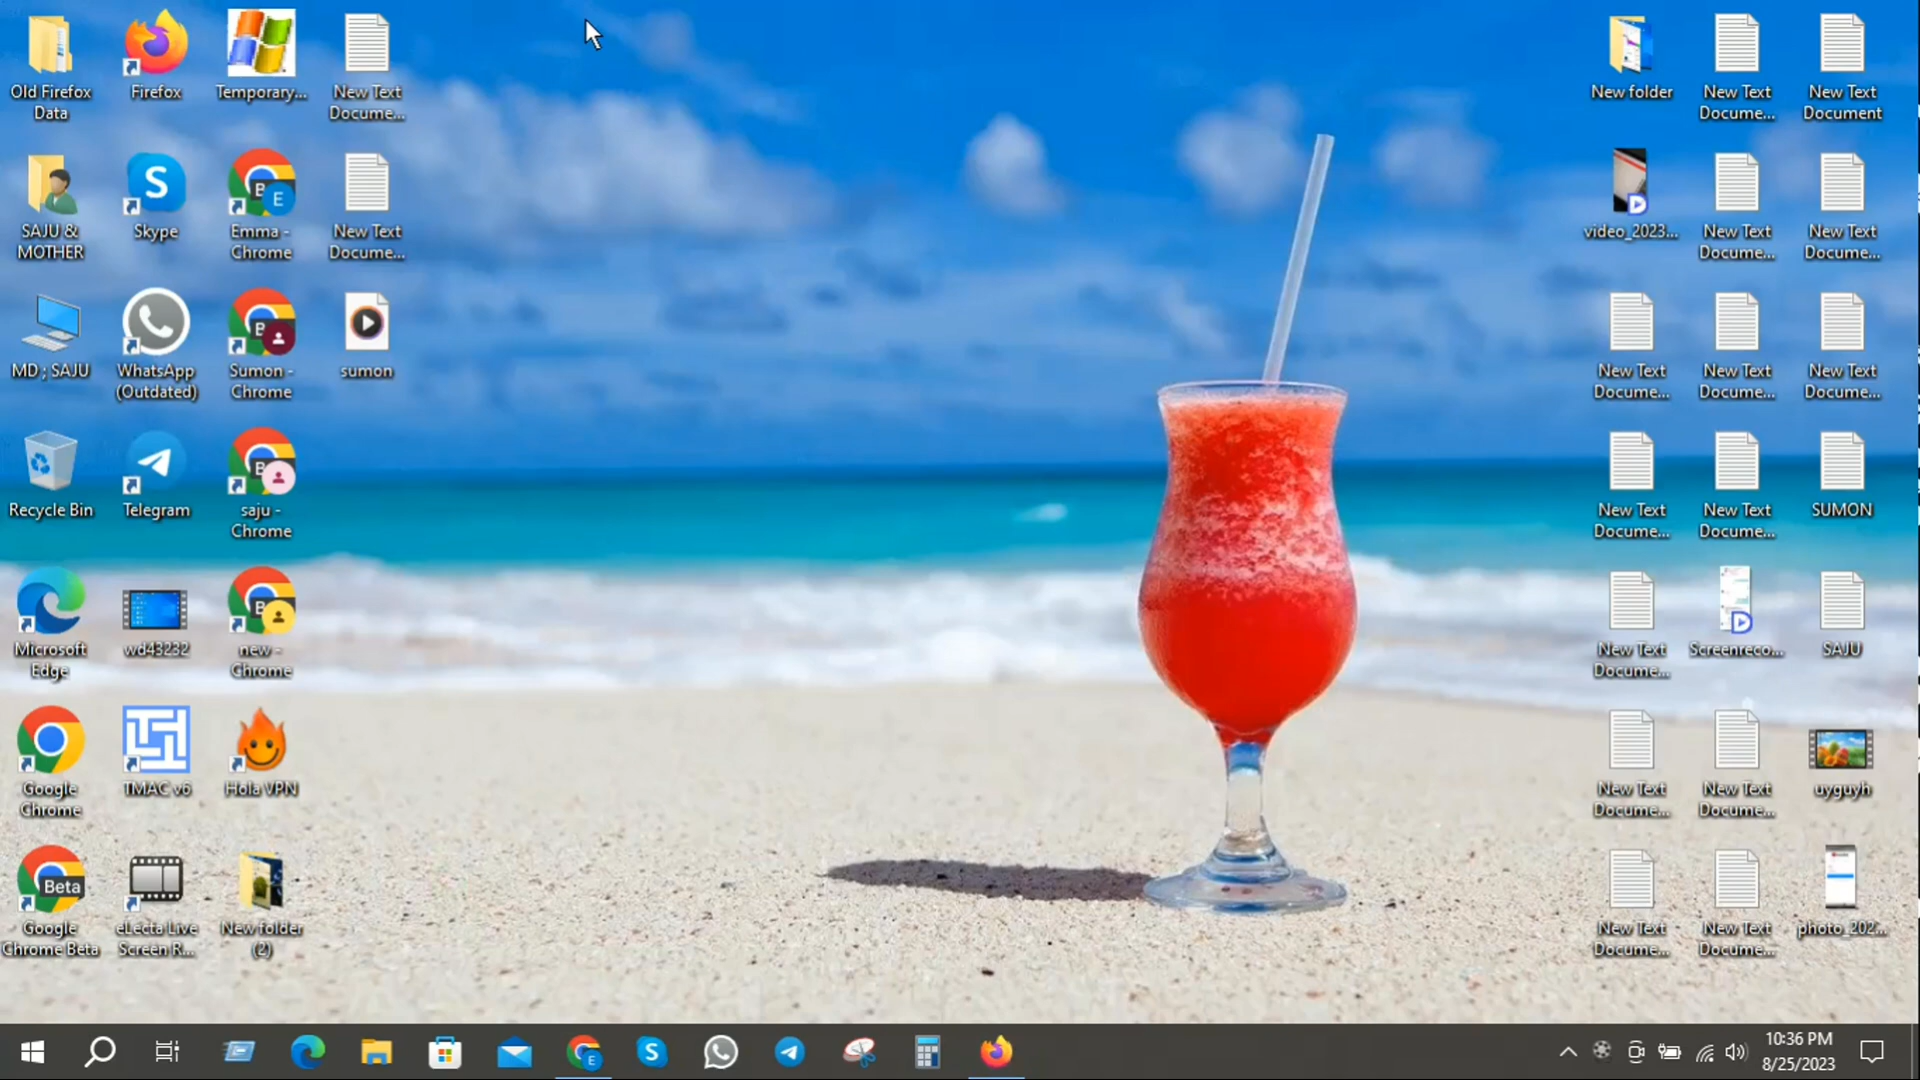 Old Firefox
Data
Firefox
Temporary...
New Text
Docume...
SAJU &
MOTHER
Skype
Emma -
Chrome
New Text
Docume...
MD ; SAJU
WhatsApp
(Outdated)
Sumon -
Chrome
sumon
Recycle Bin
Telegram
saju -
Chrome
Microsoft
Edge
wd43232
new -
Chrome
Google
Chrome
TMAC v6
Hola VPN
Beta
Google
Chrome Beta
eLecta Live
Screen R...
New folder
(2)
New folder
New Text
Docume...
New Text
Document
video_2023...
New Text
Docume...
New Text
Docume...
New Text
Docume...
New Text
Docume...
New Text
Docume...
New Text
Docume...
New Text
Docume...
SUMON
New Text
Docume...
Screenreco...
SAJU
New Text
Docume...
New Text
Docume...
uyguyh
New Text
Docume...
New Text
Docume...
photo_202...
10:36 PM
8/25/2023